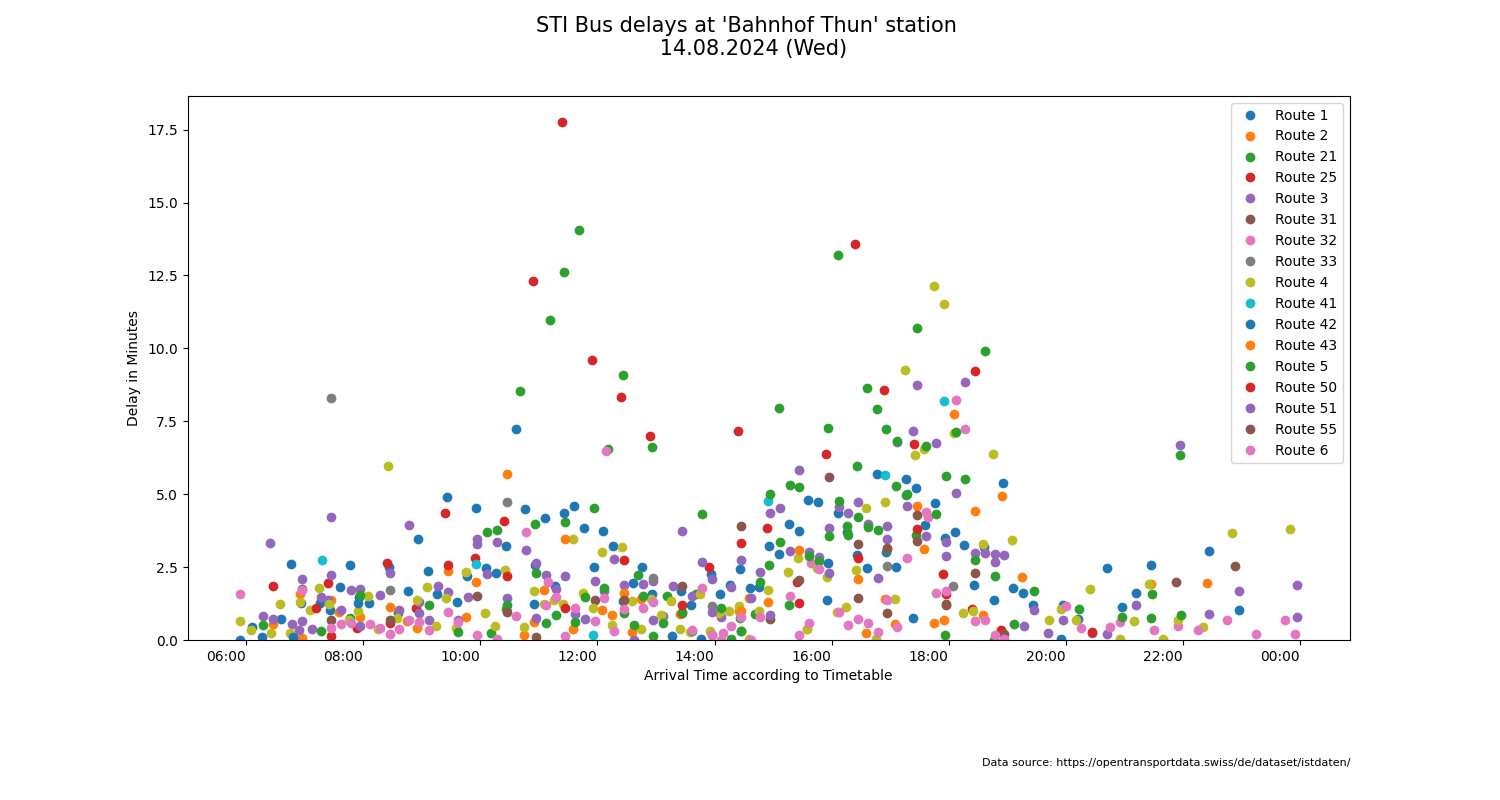 STI Bus delays at 'Bahnhof Thun' station
14.08.2024 (Wed)
Delay in Minutes
17.5
15.0
12.5
10.0
7.5
5.0
2.5
0.0
06:00 08:00 10:00 12:00 14:00 16:00 18:00 20:00 22:00 00:00
Arrival Time according to Timetable
Route 1
Route 2
Route 21
Route 25
Route 3
Route 31
Route 32
Route 33
Route 4
Route 41
Route 42
Route 43
Route 5
Route 50
Route 51
Route 55
Route 6
Data source: https://opentransportdata.swiss/de/dataset/istdaten/